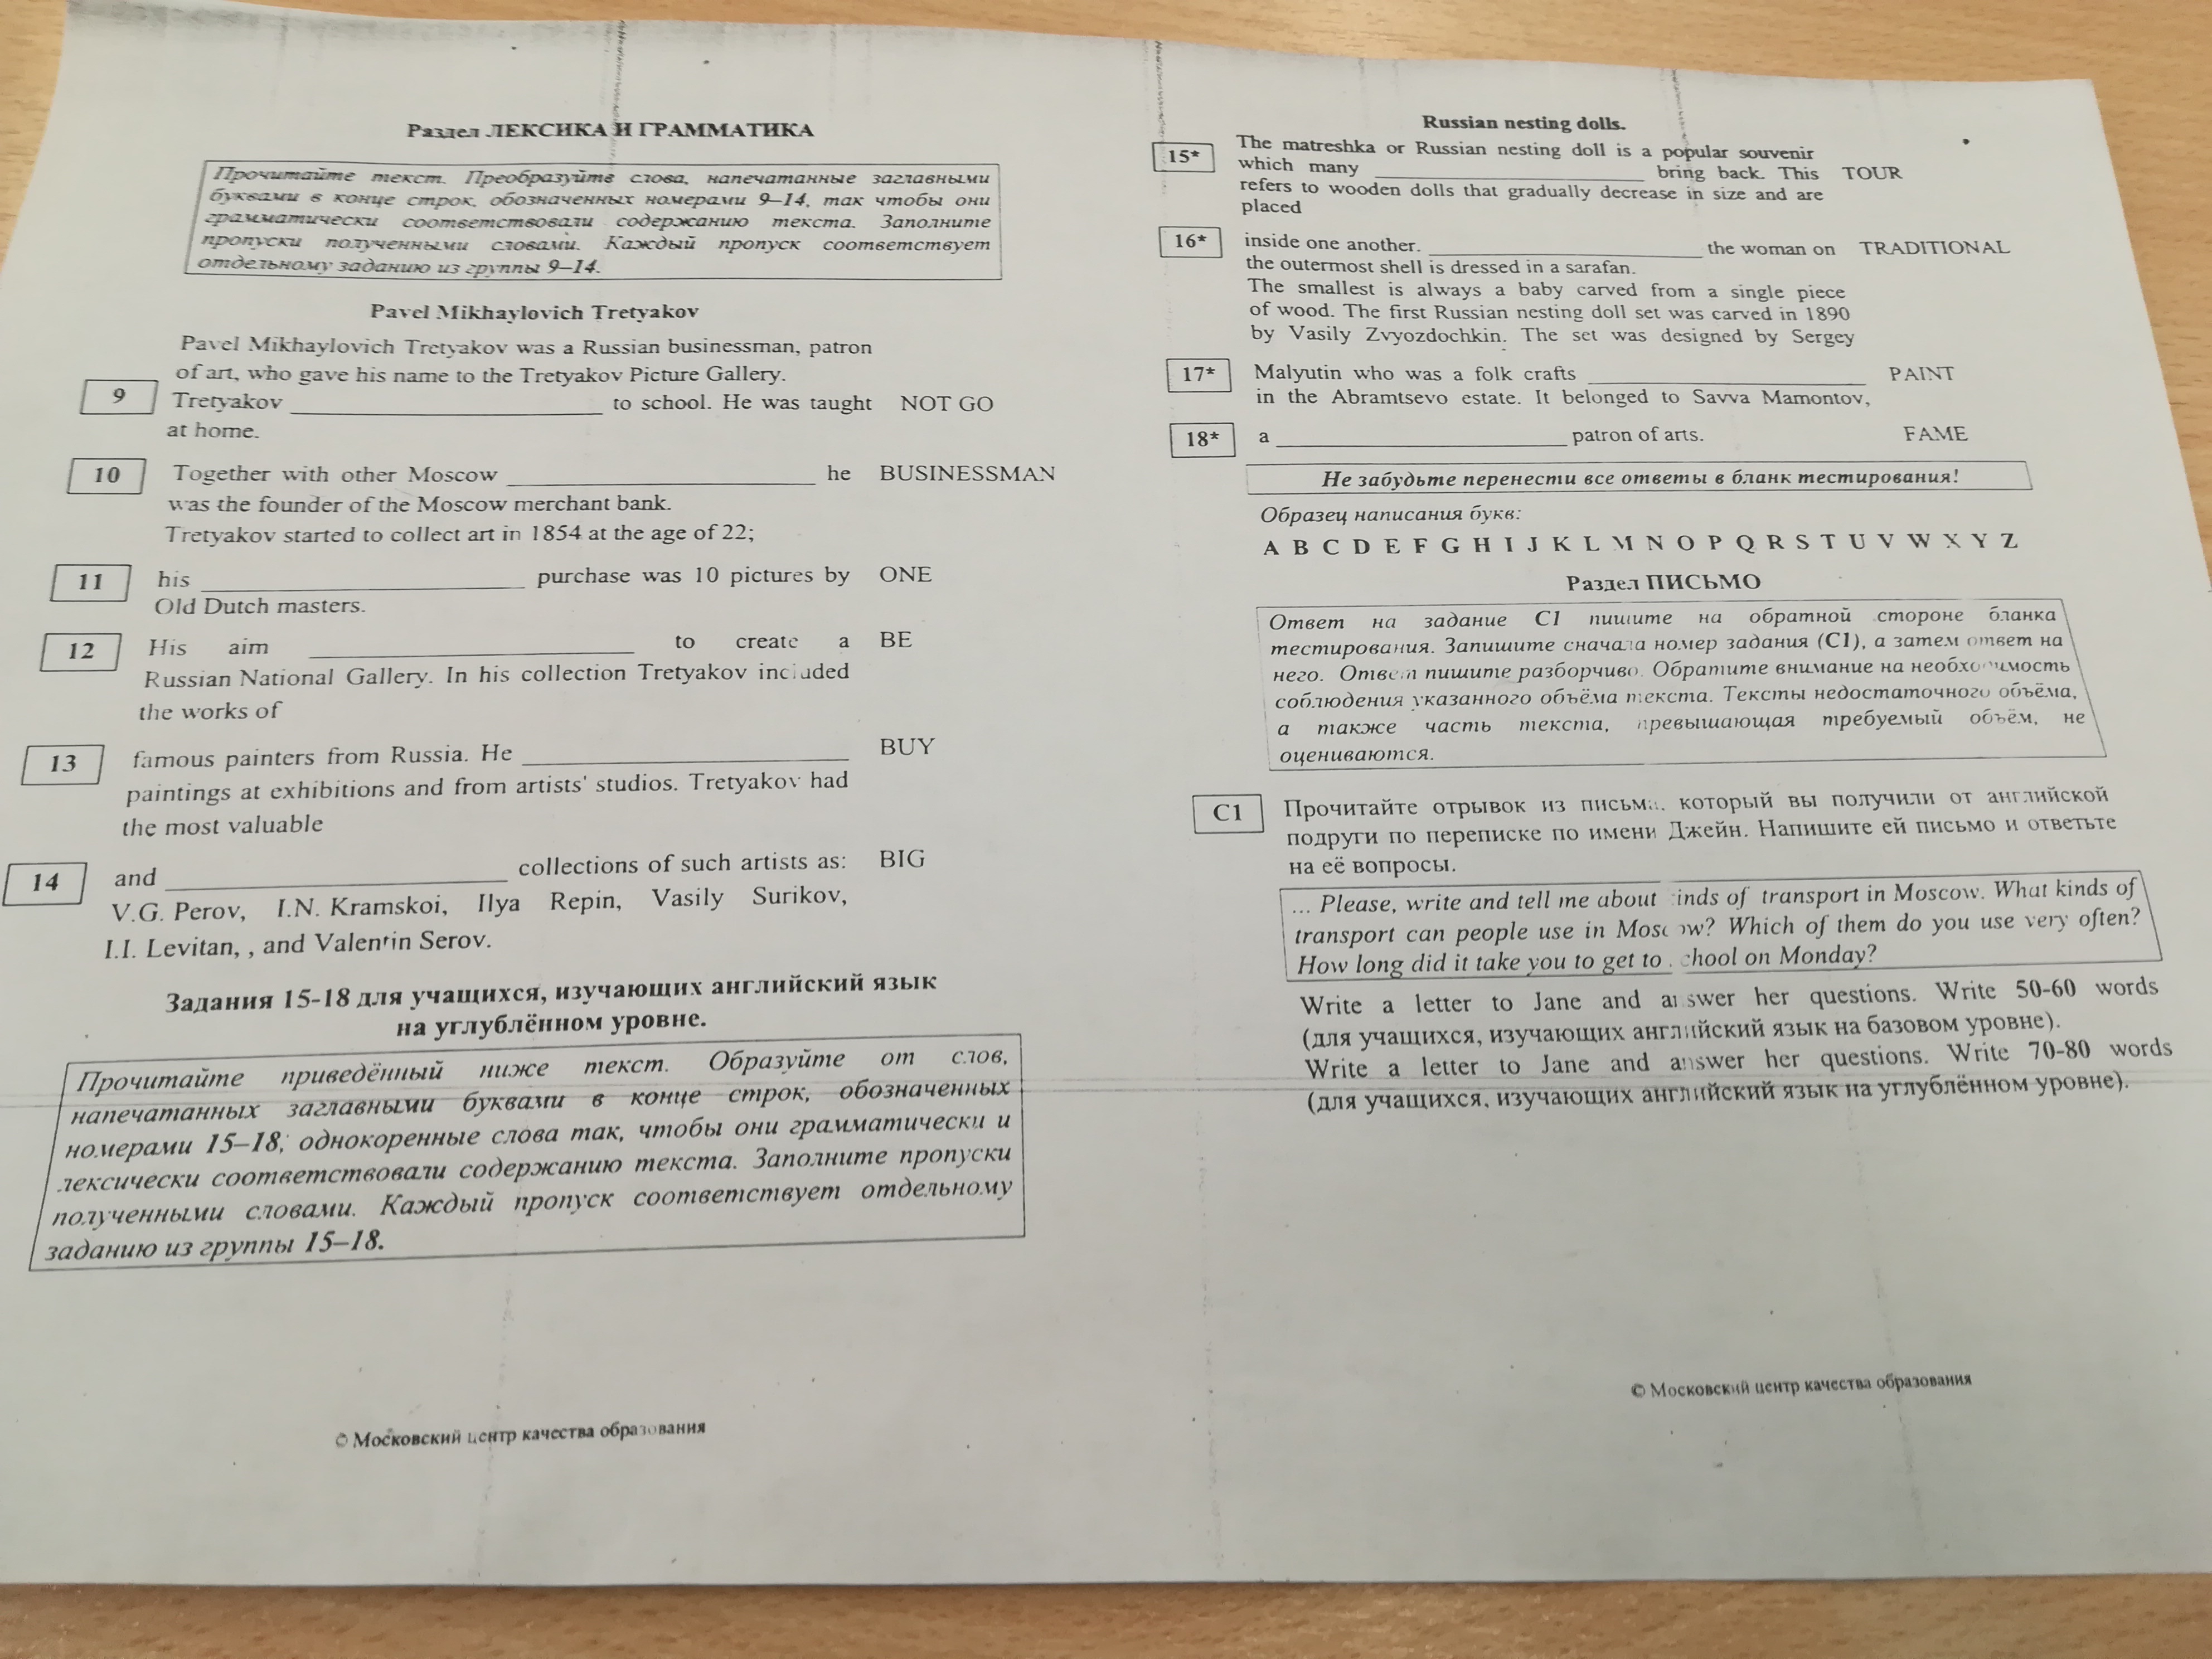 Раздел ЛЕКСИКА И ГРАММАТИКА
Прочитайте текст. Преобразуйте слова, напечатанные заглавными
буквами в конце строк, обозначенных номерами 9–14, так чтобы они
грамматически соответствовали содержанию текста. Заполните
пропуски полученными словами. Каждый пропуск соответствует
отдельному заданию из группы 9–14.
Pavel Mikhaylovich Tretyakov
Pavel Mikhaylovich Tretyakov was a Russian businessman, patron
of art, who gave his name to the Tretyakov Picture Gallery.
9 Tretyakov ____ to school. He was taught NOT GO
at home.
10 Together with other Moscow ____ he BUSINESSMAN
was the founder of the Moscow merchant bank.
Tretyakov started to collect art in 1854 at the age of 22;
11 his ____ purchase was 10 pictures by ONE
Old Dutch masters.
12 His aim ____ to create a BE
Russian National Gallery. In his collection Tretyakov included
the works of
13 famous painters from Russia. He ____ BUY
paintings at exhibitions and from artists' studios. Tretyakov had
the most valuable
14 and ____ collections of such artists as: BIG
V.G. Perov, I.N. Kramskoi, Ilya Repin, Vasily Surikov,
I.I. Levitan, , and Valentin Serov.
Задания 15-18 для учащихся, изучающих английский язык
на углублённом уровне.
Прочитайте приведённый ниже текст. Образуйте от слов,
напечатанных заглавными буквами в конце строк, обозначенных
номерами 15–18, однокоренные слова так, чтобы они грамматически и
лексически соответствовали содержанию текста. Заполните пропуски
полученными словами. Каждый пропуск соответствует отдельному
заданию из группы 15–18.
© Московский центр качества образования
Russian nesting dolls.
15* The matreshka or Russian nesting doll is a popular souvenir
which many ____ bring back. This TOUR
refers to wooden dolls that gradually decrease in size and are
placed
16* inside one another. ____ the woman on TRADITIONAL
the outermost shell is dressed in a sarafan.
The smallest is always a baby carved from a single piece
of wood. The first Russian nesting doll set was carved in 1890
by Vasily Zvyozdochkin. The set was designed by Sergey
17* Malyutin who was a folk crafts ____ PAINT
in the Abramtsevo estate. It belonged to Savva Mamontov,
18* a ____ patron of arts. FAME
Не забудьте перенести все ответы в бланк тестирования!
Образец написания букв:
A B C D E F G H I J K L M N O P Q R S T U V W X Y Z
Раздел ПИСЬМО
Ответ на задание С1 пишите на обратной стороне бланка
тестирования. Запишите сначала номер задания (С1), а затем ответ на
него. Ответ пишите разборчиво. Обратите внимание на необходимость
соблюдения указанного объёма текста. Тексты недостаточного объёма,
а также часть текста, превышающая требуемый объём, не
оцениваются.
С1 Прочитайте отрывок из письма, который вы получили от английской
подруги по переписке по имени Джейн. Напишите ей письмо и ответьте
на её вопросы.
... Please, write and tell me about kinds of transport in Moscow. What kinds of
transport can people use in Moscow? Which of them do you use very often?
How long did it take you to get to school on Monday?
Write a letter to Jane and answer her questions. Write 50-60 words
(для учащихся, изучающих английский язык на базовом уровне).
Write a letter to Jane and answer her questions. Write 70-80 words
(для учащихся, изучающих английский язык на углублённом уровне).
© Московский центр качества образования